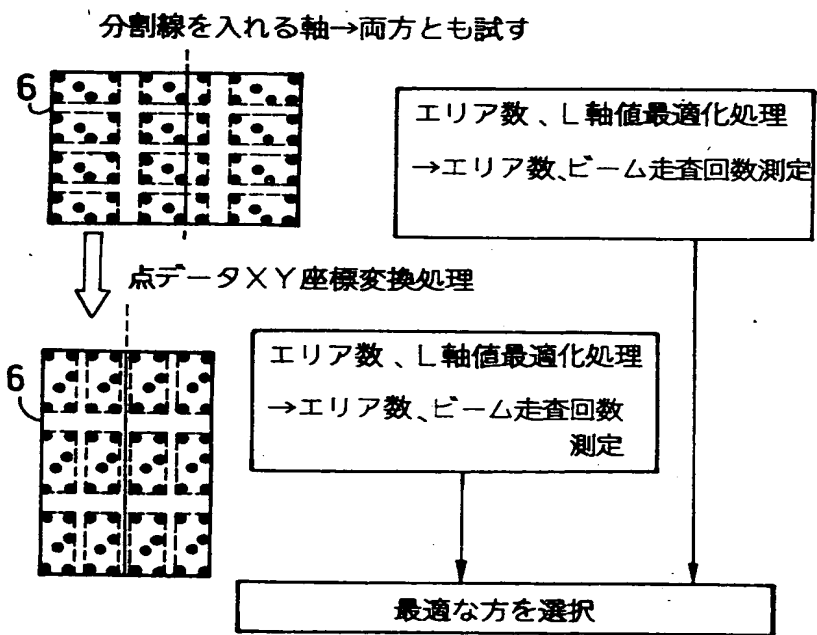 分割線を入れる軸→両方とも試す
6
エリア数、L軸値最適化処理
→エリア数、ビーム走査回数測定
点データXY座標変換処理
6
エリア数、L軸値最適化処理
→エリア数、ビーム走査回数
測定
最適な方を選択